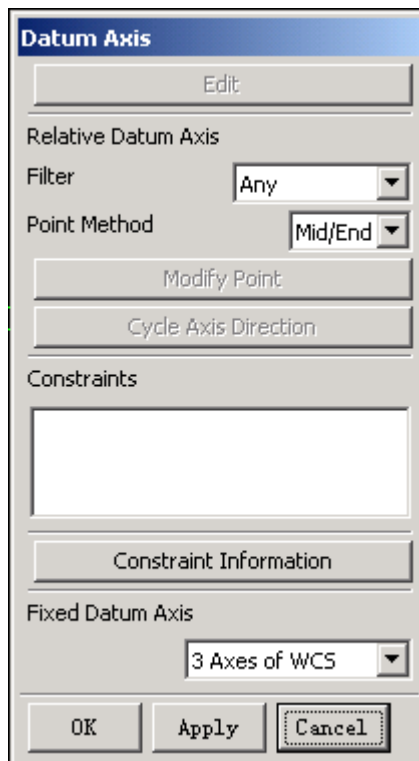 Datum Axis
Edit
Relative Datum Axis
Filter Any
Point Method Mid/End
Modify Point
Cycle Axis Direction
Constraints
Constraint Information
Fixed Datum Axis
3 Axes of WCS
OK Apply Cancel